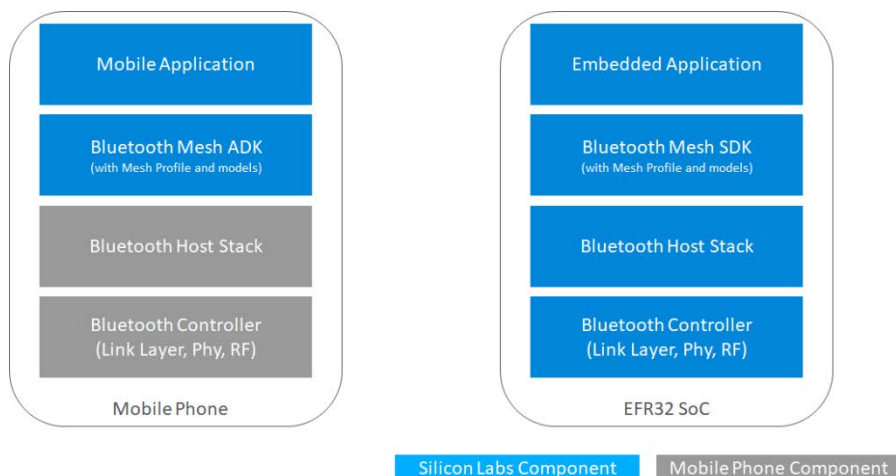 Mobile Application
Bluetooth Mesh ADK
(with Mesh Profile and models)
Bluetooth Host Stack
Bluetooth Controller
(Link Layer, Phy, RF)
Mobile Phone
Embedded Application
Bluetooth Mesh SDK
(with Mesh Profile and models)
Bluetooth Host Stack
Bluetooth Controller
(Link Layer, Phy, RF)
EFR32 SoC
Silicon Labs Component
Mobile Phone Component